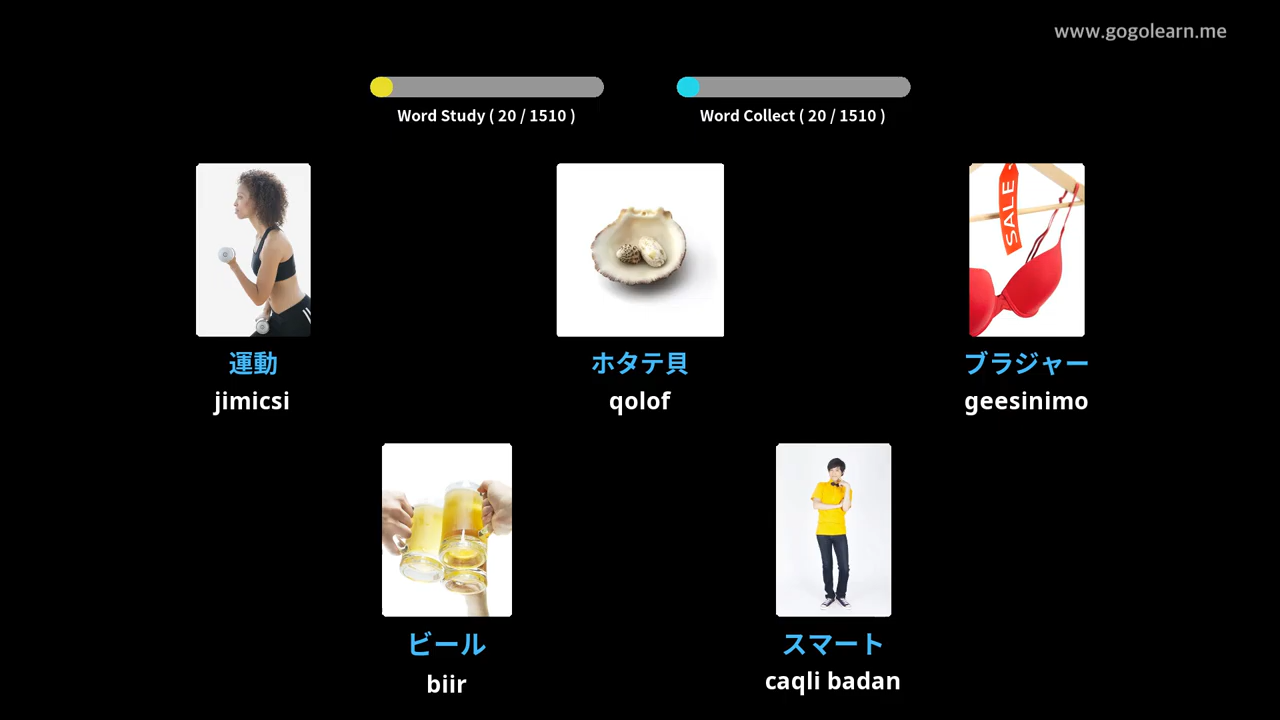 www.gogolearn.me
Word Study ( 20 / 1510 )
Word Collect ( 20 / 1510 )
SALE
運動
jimicsi
ホタテ貝
qolof
ブラジャー
geesinimo
ビール
biir
スマート
caqli badan